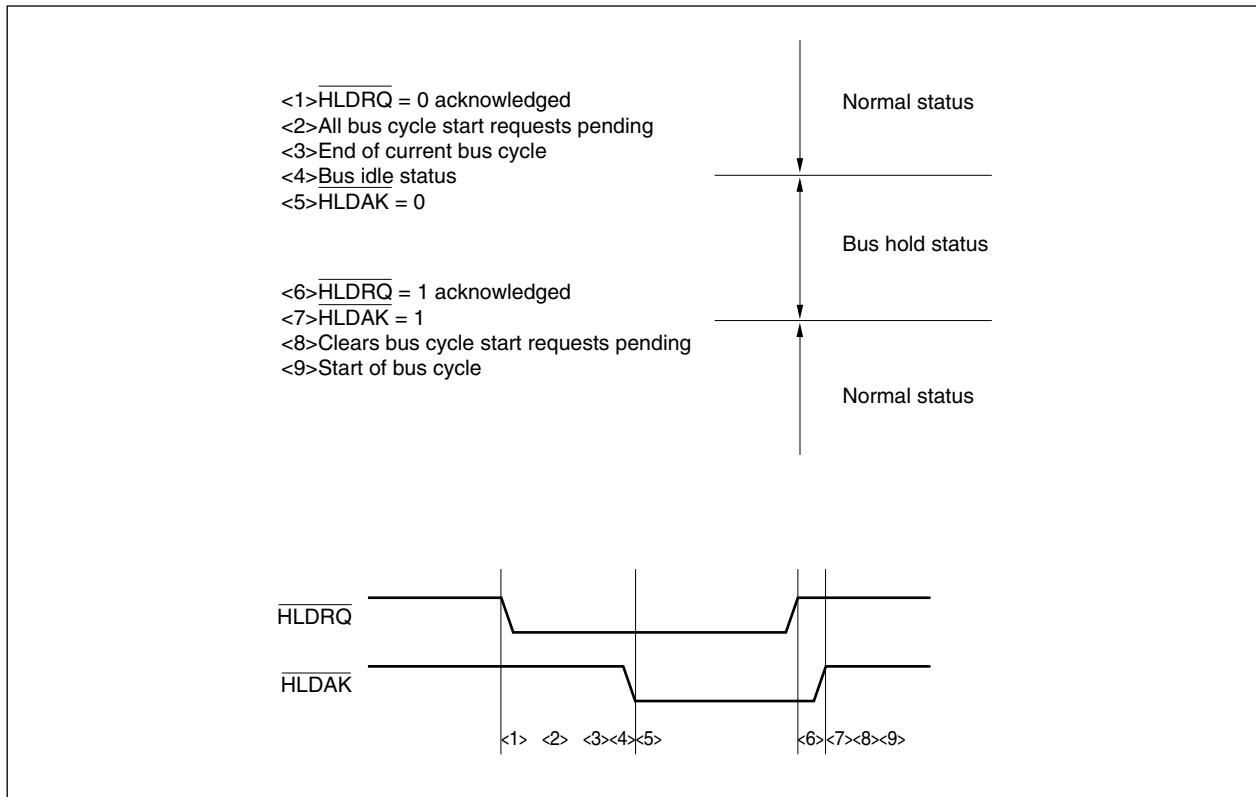 <1>HLDRQ = 0 acknowledged
<2>All bus cycle start requests pending
<3>End of current bus cycle
<4>Bus idle status
<5>HLDAK = 0
<6>HLDRQ = 1 acknowledged
<7>HLDAK = 1
<8>Clears bus cycle start requests pending
<9>Start of bus cycle
Normal status
Bus hold status
Normal status
HLDRQ
HLDAK
<1> <2> <3><4><5> <6><7><8><9>